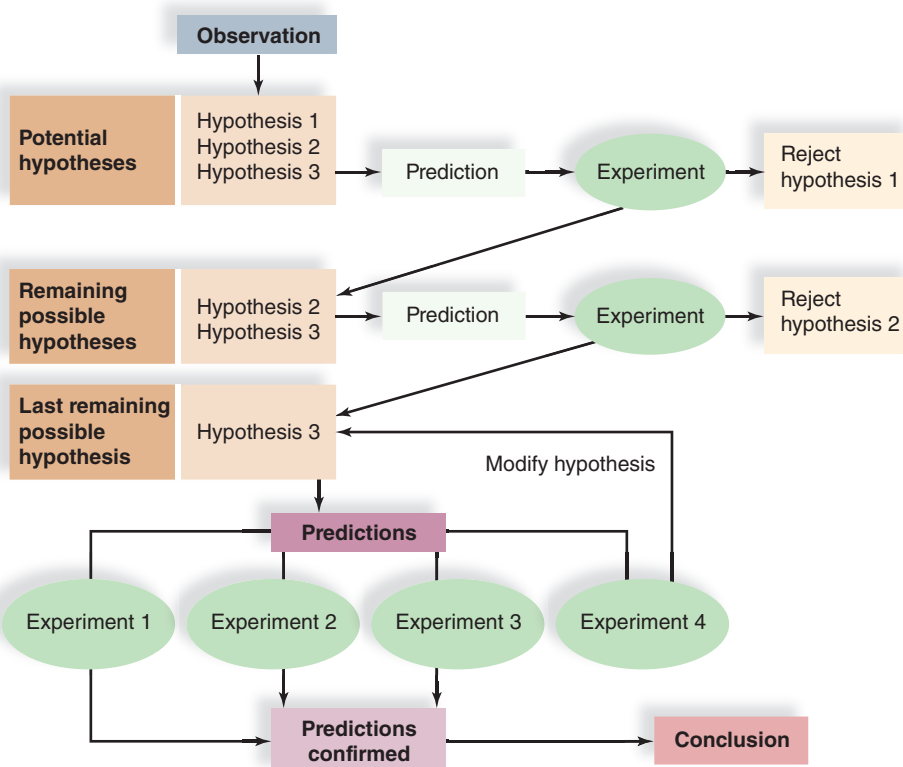 Observation
Potential
hypotheses
Hypothesis 1
Hypothesis 2
Hypothesis 3
Prediction
Experiment
Reject
hypothesis 1
Remaining
possible
hypotheses
Hypothesis 2
Hypothesis 3
Prediction
Experiment
Reject
hypothesis 2
Last remaining
possible
hypothesis
Hypothesis 3
Modify hypothesis
Predictions
Experiment 1
Experiment 2
Experiment 3
Experiment 4
Predictions
confirmed
Conclusion